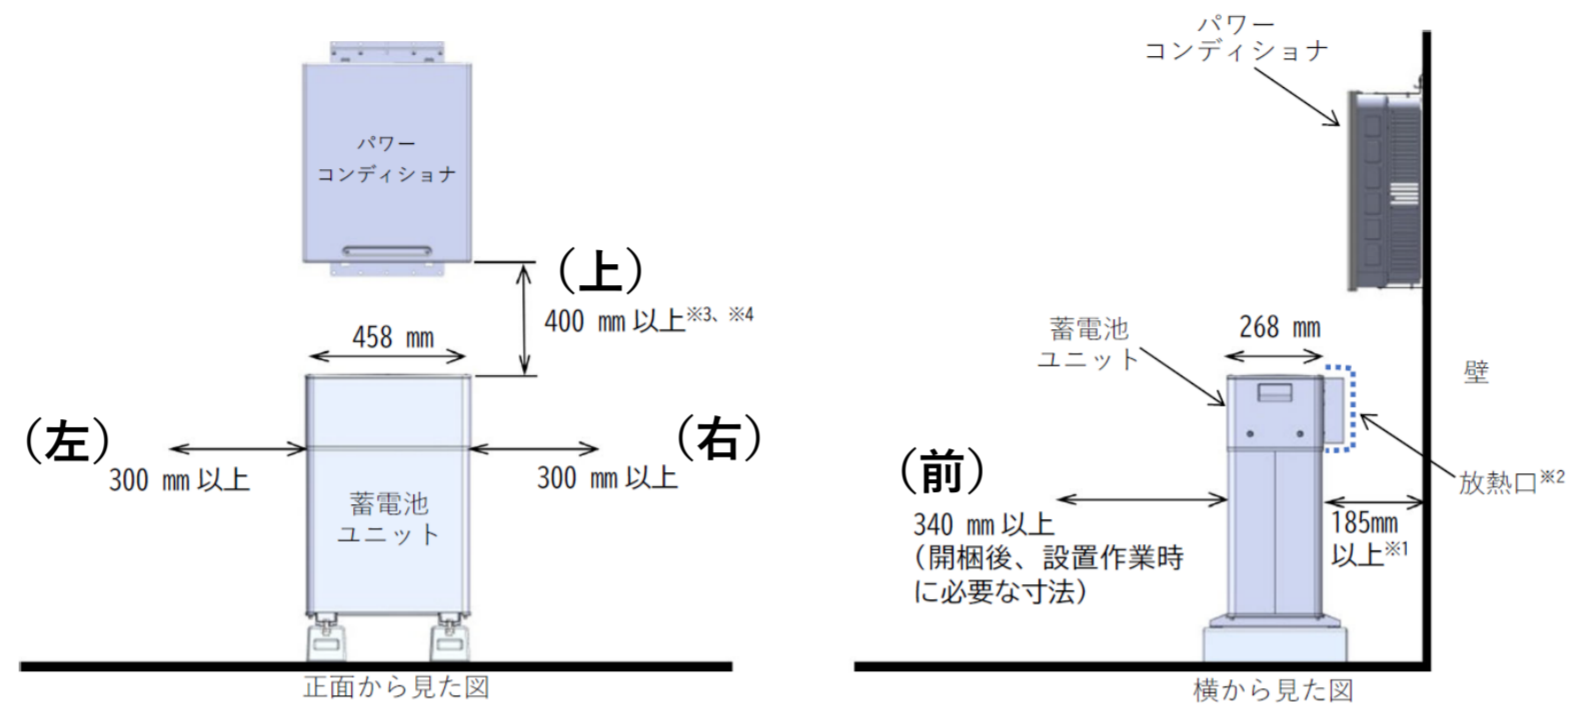 パワー
コンディショナ
(上)
400 mm 以上※3、※4
458 mm
(左)
300 mm 以上
(右)
300 mm 以上
蓄電池
ユニット
正面から見た図
パワー
コンディショナ
268 mm
蓄電池
ユニット
壁
(前)
340 mm 以上
(開梱後、設置作業時
に必要な寸法)
放熱口※2
185mm
以上※1
横から見た図